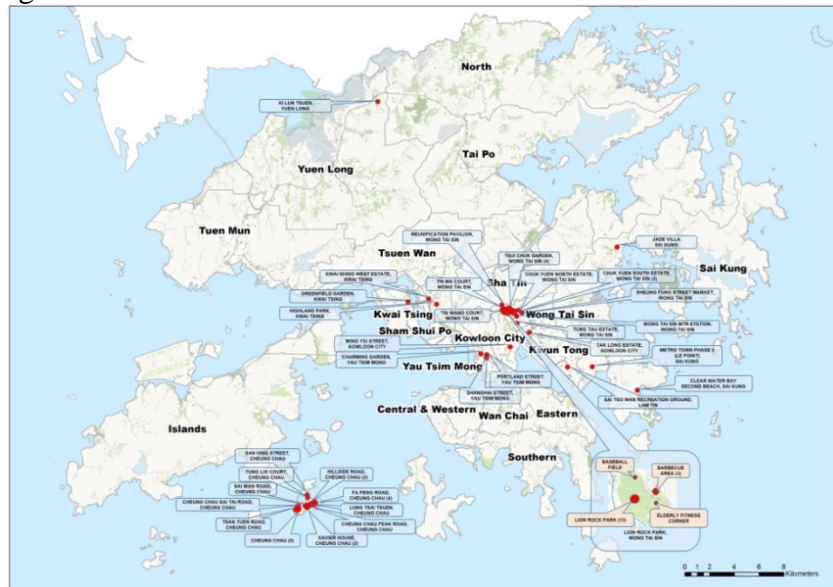 North
KI LUN TSUEN,
YUEN LONG
Tai Po
Yuen Long
Tuen Mun
REUNIFICATION PAVILION,
WONG TAI SIN
JADE VILLA
SAI KUNG
TSUI CHUK GARDEN,
WONG TAI SIN (4)
Tsuen Wan
KWAI SHING WEST ESTATE,
KWAI TSING
TIN MA COURT,
WONG TAI SIN
Sha Tin
CHUK YUEN NORTH ESTATE,
WONG TAI SIN
CHUK YUEN SOUTH ESTATE,
WONG TAI SIN (2)
Sai Kung
GREENFIELD GARDEN,
KWAI TSING
SHEUNG FUNG STREET MARKET,
WONG TAI SIN
HIGHLAND PARK,
KWAI TSING
Kwai Tsing
TIN WANG COURT,
WONG TAI SIN
Wong Tai Sin
WONG TAI SIN MTR STATION,
WONG TAI SIN
Sham Shui Po
TUNG TAU ESTATE,
WONG TAI SIN
WING YIU STREET,
KOWLOON CITY
Kowloon City
TAK LONG ESTATE,
KOWLOON CITY
Kwun Tong
METRO TOWN PHASE II
(LE POINT)
SAI KUNG
CHARMING GARDEN,
YAU TSIM MONG
Yau Tsim Mong
PORTLAND STREET,
YAU TSIM MONG
SHANGHAI STREET,
YAU TSIM MONG
CLEAR WATER BAY
SECOND BEACH, SAI KUNG
SAI TSO WAN RECREATION GROUND,
LAM TIN
Central & Western
Wan Chai
Eastern
Islands
Southern
SAN HING STREET,
CHEUNG CHAU
TUNG LOI COURT,
CHEUNG CHAU
HILLSIDE ROAD,
CHEUNG CHAU (2)
SAI WAN ROAD,
CHEUNG CHAU
FA PENG ROAD,
CHEUNG CHAU (4)
CHEUNG CHAU SAI TAI ROAD,
CHEUNG CHAU
LUNG TSAI TSUEN,
CHEUNG CHAU
TSAN TUEN ROAD,
CHEUNG CHAU
CHEUNG CHAU PEAK ROAD,
CHEUNG CHAU
XAVIER HOUSE,
CHEUNG CHAU (2)
BASEBALL
FIELD
BARBECUE
AREA (3)
LION ROCK PARK (13)
ELDERLY FITNESS
CORNER
LION ROCK PARK,
WONG TAI SIN
0 1 2 4 6 8
Kilometers